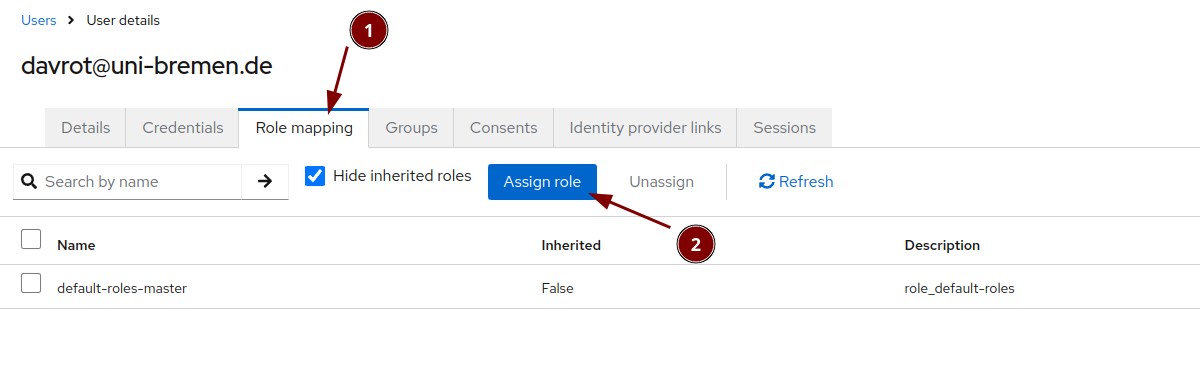 Users > User details
1
davrot@uni-bremen.de
Details Credentials Role mapping Groups Consents Identity provider links Sessions
Search by name Hide inherited roles Assign role Unassign Refresh
2
Name Inherited Description
default-roles-master False role_default-roles